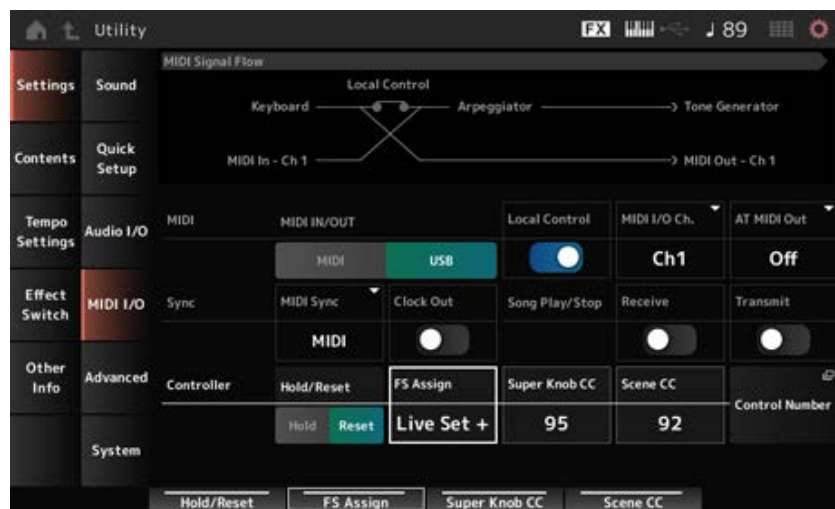 Utility
FX
♩ 89
Settings
Contents
Tempo
Settings
Effect
Switch
Other
Info
Sound
Quick
Setup
Audio I/O
MIDI I/O
Advanced
System
MIDI Signal Flow
Local Control
Keyboard
Arpeggiator
Tone Generator
MIDI In - Ch 1
MIDI Out - Ch 1
MIDI
MIDI IN/OUT
MIDI
USB
Local Control
MIDI I/O Ch.
Ch1
AT MIDI Out
Off
Sync
MIDI Sync
MIDI
Clock Out
Song Play/Stop
Receive
Transmit
Controller
Hold/Reset
Hold
Reset
FS Assign
Live Set +
Super Knob CC
95
Scene CC
92
Control Number
Hold/Reset
FS Assign
Super Knob CC
Scene CC